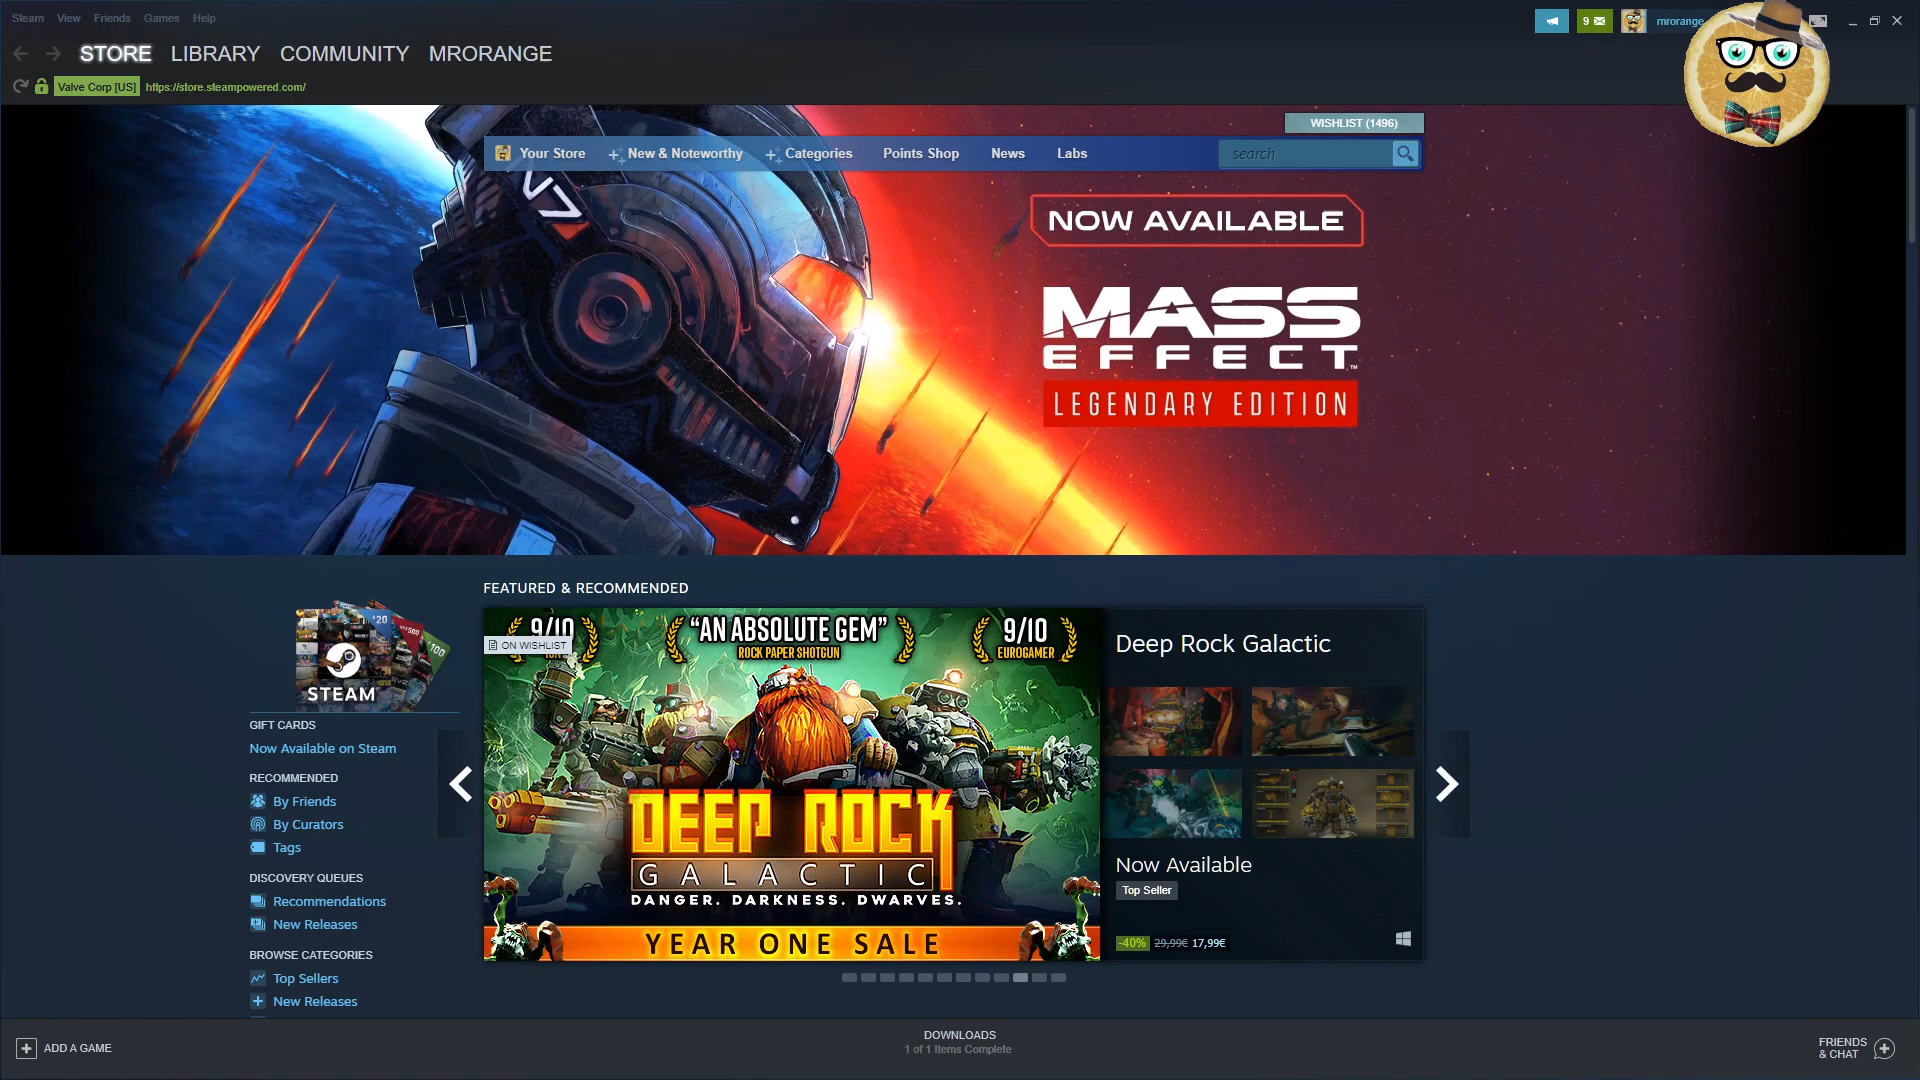 Steam View Friends Games Help
9
mrorange
STORE LIBRARY COMMUNITY MRORANGE
Valve Corp [US] https://store.steampowered.com/
WISHLIST (1496)
Your Store New & Noteworthy Categories Points Shop News Labs search
N7
NOW AVAILABLE
MASS
EFFECT™
LEGENDARY EDITION
FEATURED & RECOMMENDED
STEAM
GIFT CARDS
Now Available on Steam
RECOMMENDED
By Friends
By Curators
Tags
DISCOVERY QUEUES
Recommendations
New Releases
BROWSE CATEGORIES
Top Sellers
New Releases
9/10
ON WISHLIST
"AN ABSOLUTE GEM"
ROCK PAPER SHOTGUN
9/10
EUROGAMER
DEEP ROCK
GALACTIC
DANGER. DARKNESS. DWARVES.
YEAR ONE SALE
Deep Rock Galactic
Now Available
Top Seller
-40% 29,99€ 17,99€
ADD A GAME
DOWNLOADS
1 of 1 Items Complete
FRIENDS
& CHAT